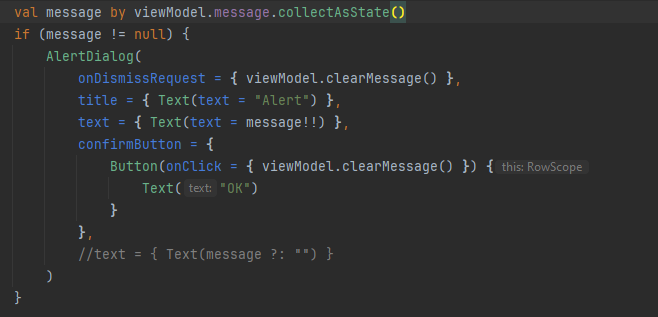 val message by viewModel.message.collectAsState()
if (message != null) {
    AlertDialog(
        onDismissRequest = { viewModel.clearMessage() },
        title = { Text(text = "Alert") },
        text = { Text(text = message!!) },
        confirmButton = {
            Button(onClick = { viewModel.clearMessage() }) { this: RowScope
                Text( text: "OK")
            }
        },
        //text = { Text(message ?: "") }
    )
}